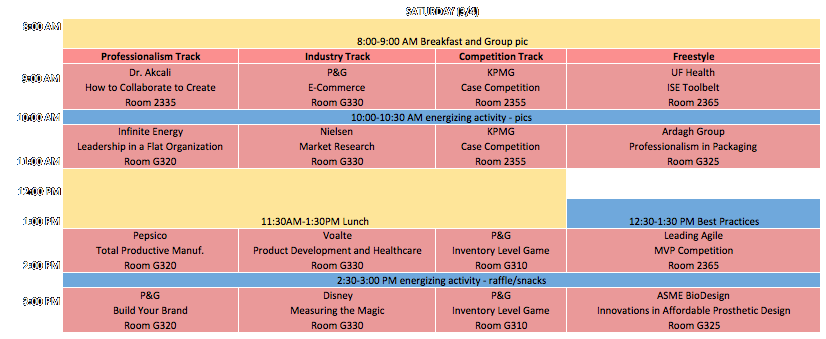 SATURDAY (3/4)
8:00 AM
8:00-9:00 AM Breakfast and Group pic
Professionalism Track Industry Track Competition Track Freestyle
9:00 AM
Dr. Akcali P&G KPMG UF Health
How to Collaborate to Create E-Commerce Case Competition ISE Toolbelt
Room 2335 Room G330 Room 2355 Room 2365
10:00 AM
10:00-10:30 AM energizing activity - pics
Infinite Energy Nielsen KPMG Ardagh Group
Leadership in a Flat Organization Market Research Case Competition Professionalism in Packaging
Room G320 Room G330 Room 2355 Room G325
11:00 AM
12:00 PM
1:00 PM
11:30AM-1:30PM Lunch 12:30-1:30 PM Best Practices
Pepsico Voalte P&G Leading Agile
Total Productive Manuf. Product Development and Healthcare Inventory Level Game MVP Competition
Room G320 Room G330 Room G310 Room 2365
2:00 PM
2:30-3:00 PM energizing activity - raffle/snacks
P&G Disney P&G ASME BioDesign
3:00 PM
Build Your Brand Measuring the Magic Inventory Level Game Innovations in Affordable Prosthetic Design
Room G320 Room G330 Room G310 Room G325